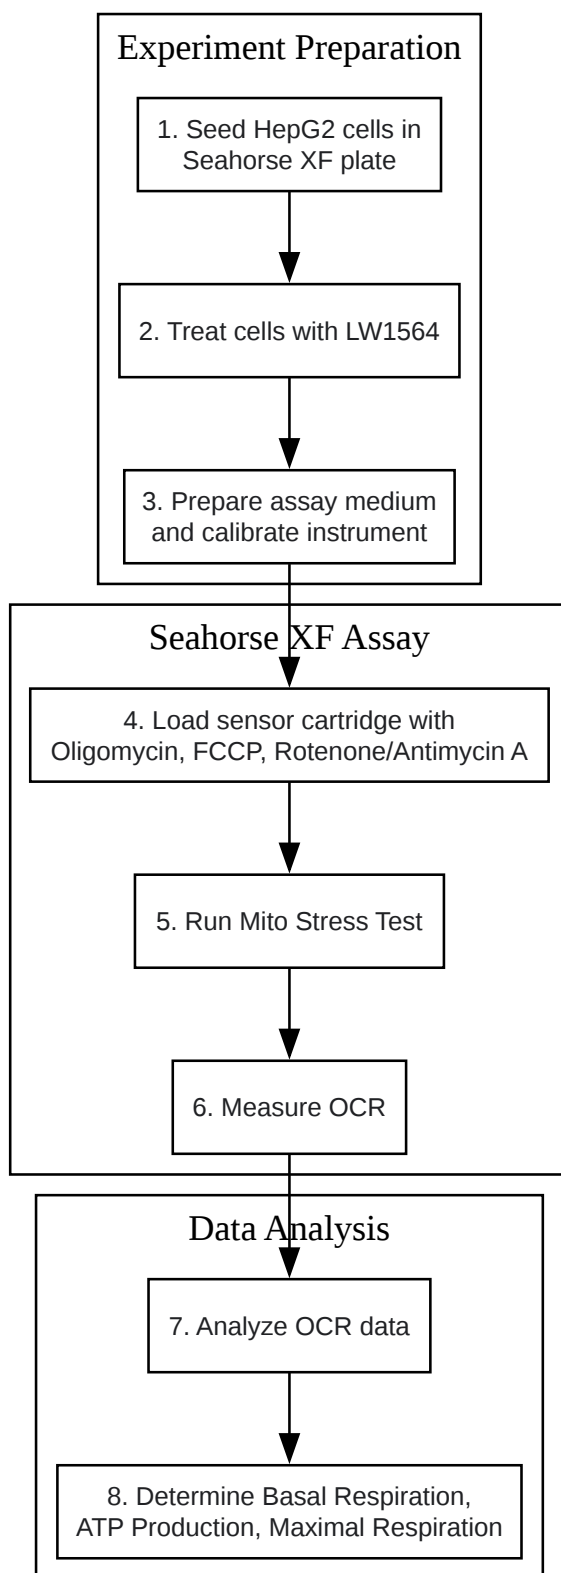 Experiment Preparation
1. Seed HepG2 cells in
Seahorse XF plate
2. Treat cells with LW1564
3. Prepare assay medium
and calibrate instrument
Seahorse XF Assay
4. Load sensor cartridge with
Oligomycin, FCCP, Rotenone/Antimycin A
5. Run Mito Stress Test
6. Measure OCR
Data Analysis
7. Analyze OCR data
8. Determine Basal Respiration,
ATP Production, Maximal Respiration